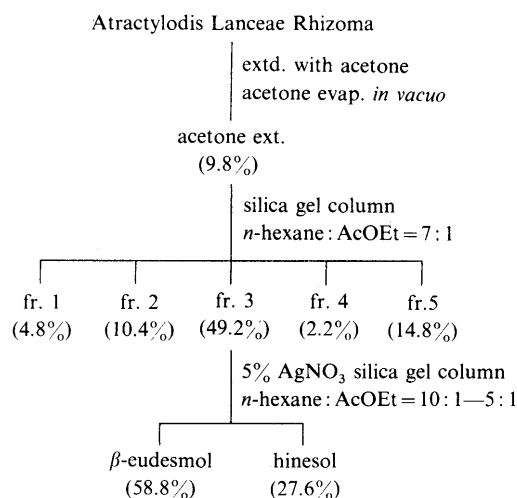 Atractylodis Lanceae Rhizoma
extd. with acetone
acetone evap. in vacuo
acetone ext.
(9.8%)
silica gel column
n-hexane : AcOEt = 7 : 1
fr. 1 fr. 2 fr. 3 fr. 4 fr.5
(4.8%) (10.4%) (49.2%) (2.2%) (14.8%)
5% AgNO₃ silica gel column
n-hexane : AcOEt = 10 : 1—5 : 1
β-eudesmol hinesol
(58.8%) (27.6%)